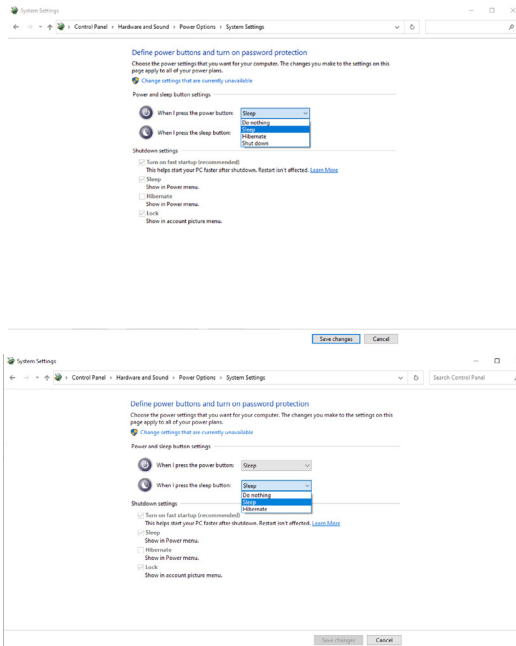 System Settings
Control Panel > Hardware and Sound > Power Options > System Settings
Define power buttons and turn on password protection
Choose the power settings that you want for your computer. The changes you make to the settings on this
page apply to all of your power plans.
Change settings that are currently unavailable
Power and sleep button settings
When I press the power button: Sleep
Do nothing
Sleep
Hibernate
Shut down
When I press the sleep button:
Shutdown settings
Turn on fast startup (recommended)
This helps start your PC faster after shutdown. Restart isn't affected. Learn More
Sleep
Show in Power menu.
Hibernate
Show in Power menu.
Lock
Show in account picture menu.
Save changes Cancel
System Settings
Control Panel > Hardware and Sound > Power Options > System Settings Search Control Panel
Define power buttons and turn on password protection
Choose the power settings that you want for your computer. The changes you make to the settings on this
page apply to all of your power plans.
Change settings that are currently unavailable
Power and sleep button settings
When I press the power button: Sleep
When I press the sleep button: Sleep
Do nothing
Sleep
Hibernate
Shutdown settings
Turn on fast startup (recommended)
This helps start your PC faster after shutdown. Restart isn't affected. Learn More
Sleep
Show in Power menu.
Hibernate
Show in Power menu.
Lock
Show in account picture menu.
Save changes Cancel